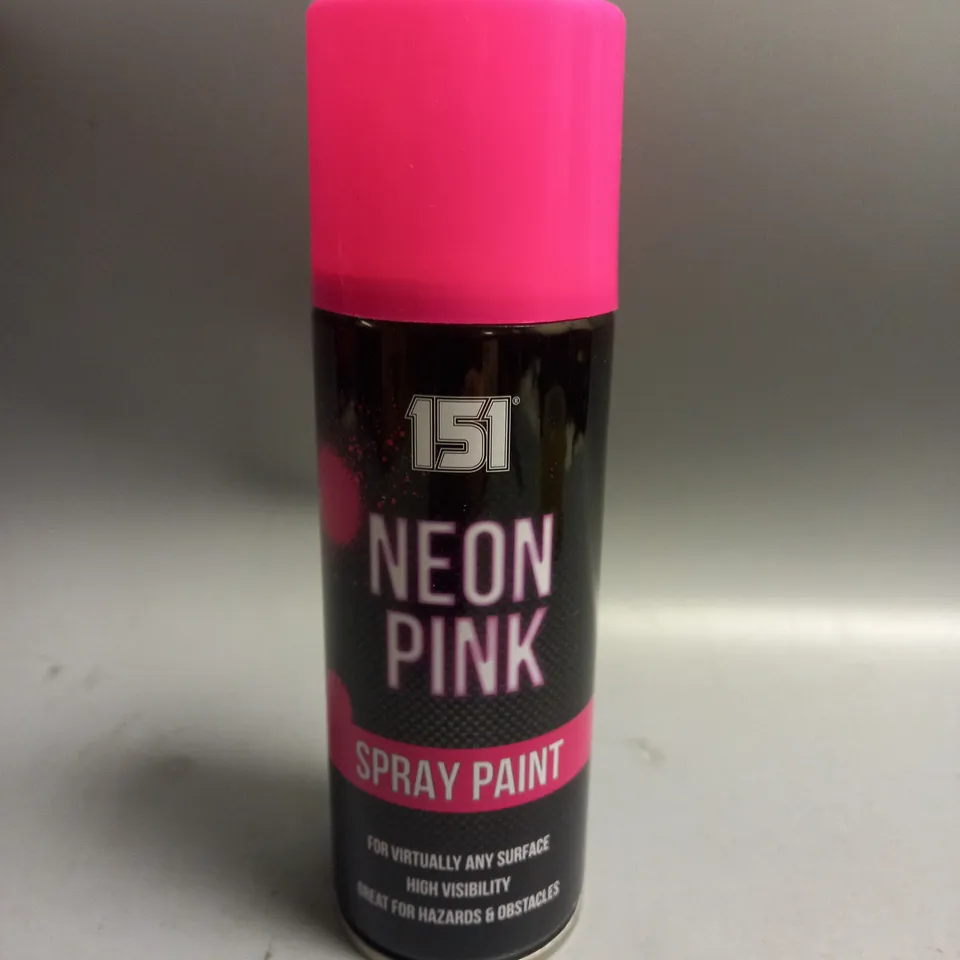 151®
NEON
PINK
SPRAY PAINT
FOR VIRTUALLY ANY SURFACE
HIGH VISIBILITY
GREAT FOR HAZARDS & OBSTACLES